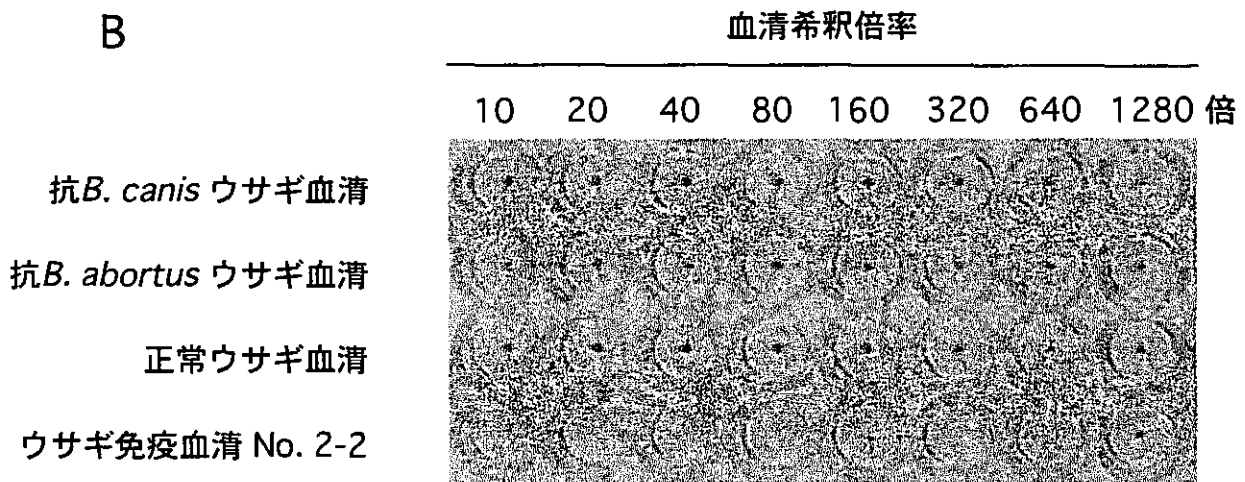 B
血清希釈倍率
10 20 40 80 160 320 640 1280 倍
抗B. canis ウサギ血清
抗B. abortus ウサギ血清
正常ウサギ血清
ウサギ免疫血清 No. 2-2